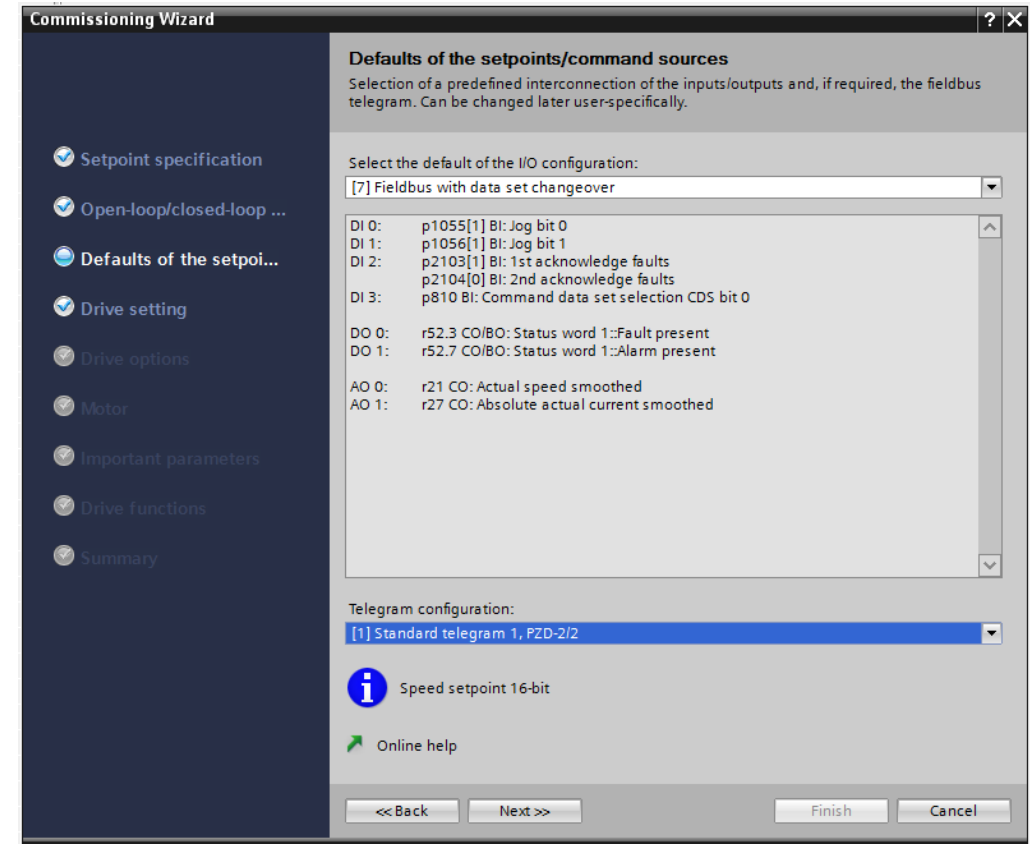 Commissioning Wizard
? X
Defaults of the setpoints/command sources
Selection of a predefined interconnection of the inputs/outputs and, if required, the fieldbus
telegram. Can be changed later user-specifically.
Setpoint specification
Open-loop/closed-loop ...
Defaults of the setpoi...
Drive setting
Drive options
Motor
Important parameters
Drive functions
Summary
Select the default of the I/O configuration:
[7] Fieldbus with data set changeover
DI 0: p1055[1] BI: Jog bit 0
DI 1: p1056[1] BI: Jog bit 1
DI 2: p2103[1] BI: 1st acknowledge faults
p2104[0] BI: 2nd acknowledge faults
DI 3: p810 BI: Command data set selection CDS bit 0
DO 0: r52.3 CO/BO: Status word 1::Fault present
DO 1: r52.7 CO/BO: Status word 1::Alarm present
AO 0: r21 CO: Actual speed smoothed
AO 1: r27 CO: Absolute actual current smoothed
Telegram configuration:
[1] Standard telegram 1, PZD-2/2
Speed setpoint 16-bit
Online help
<< Back
Next >>
Finish
Cancel